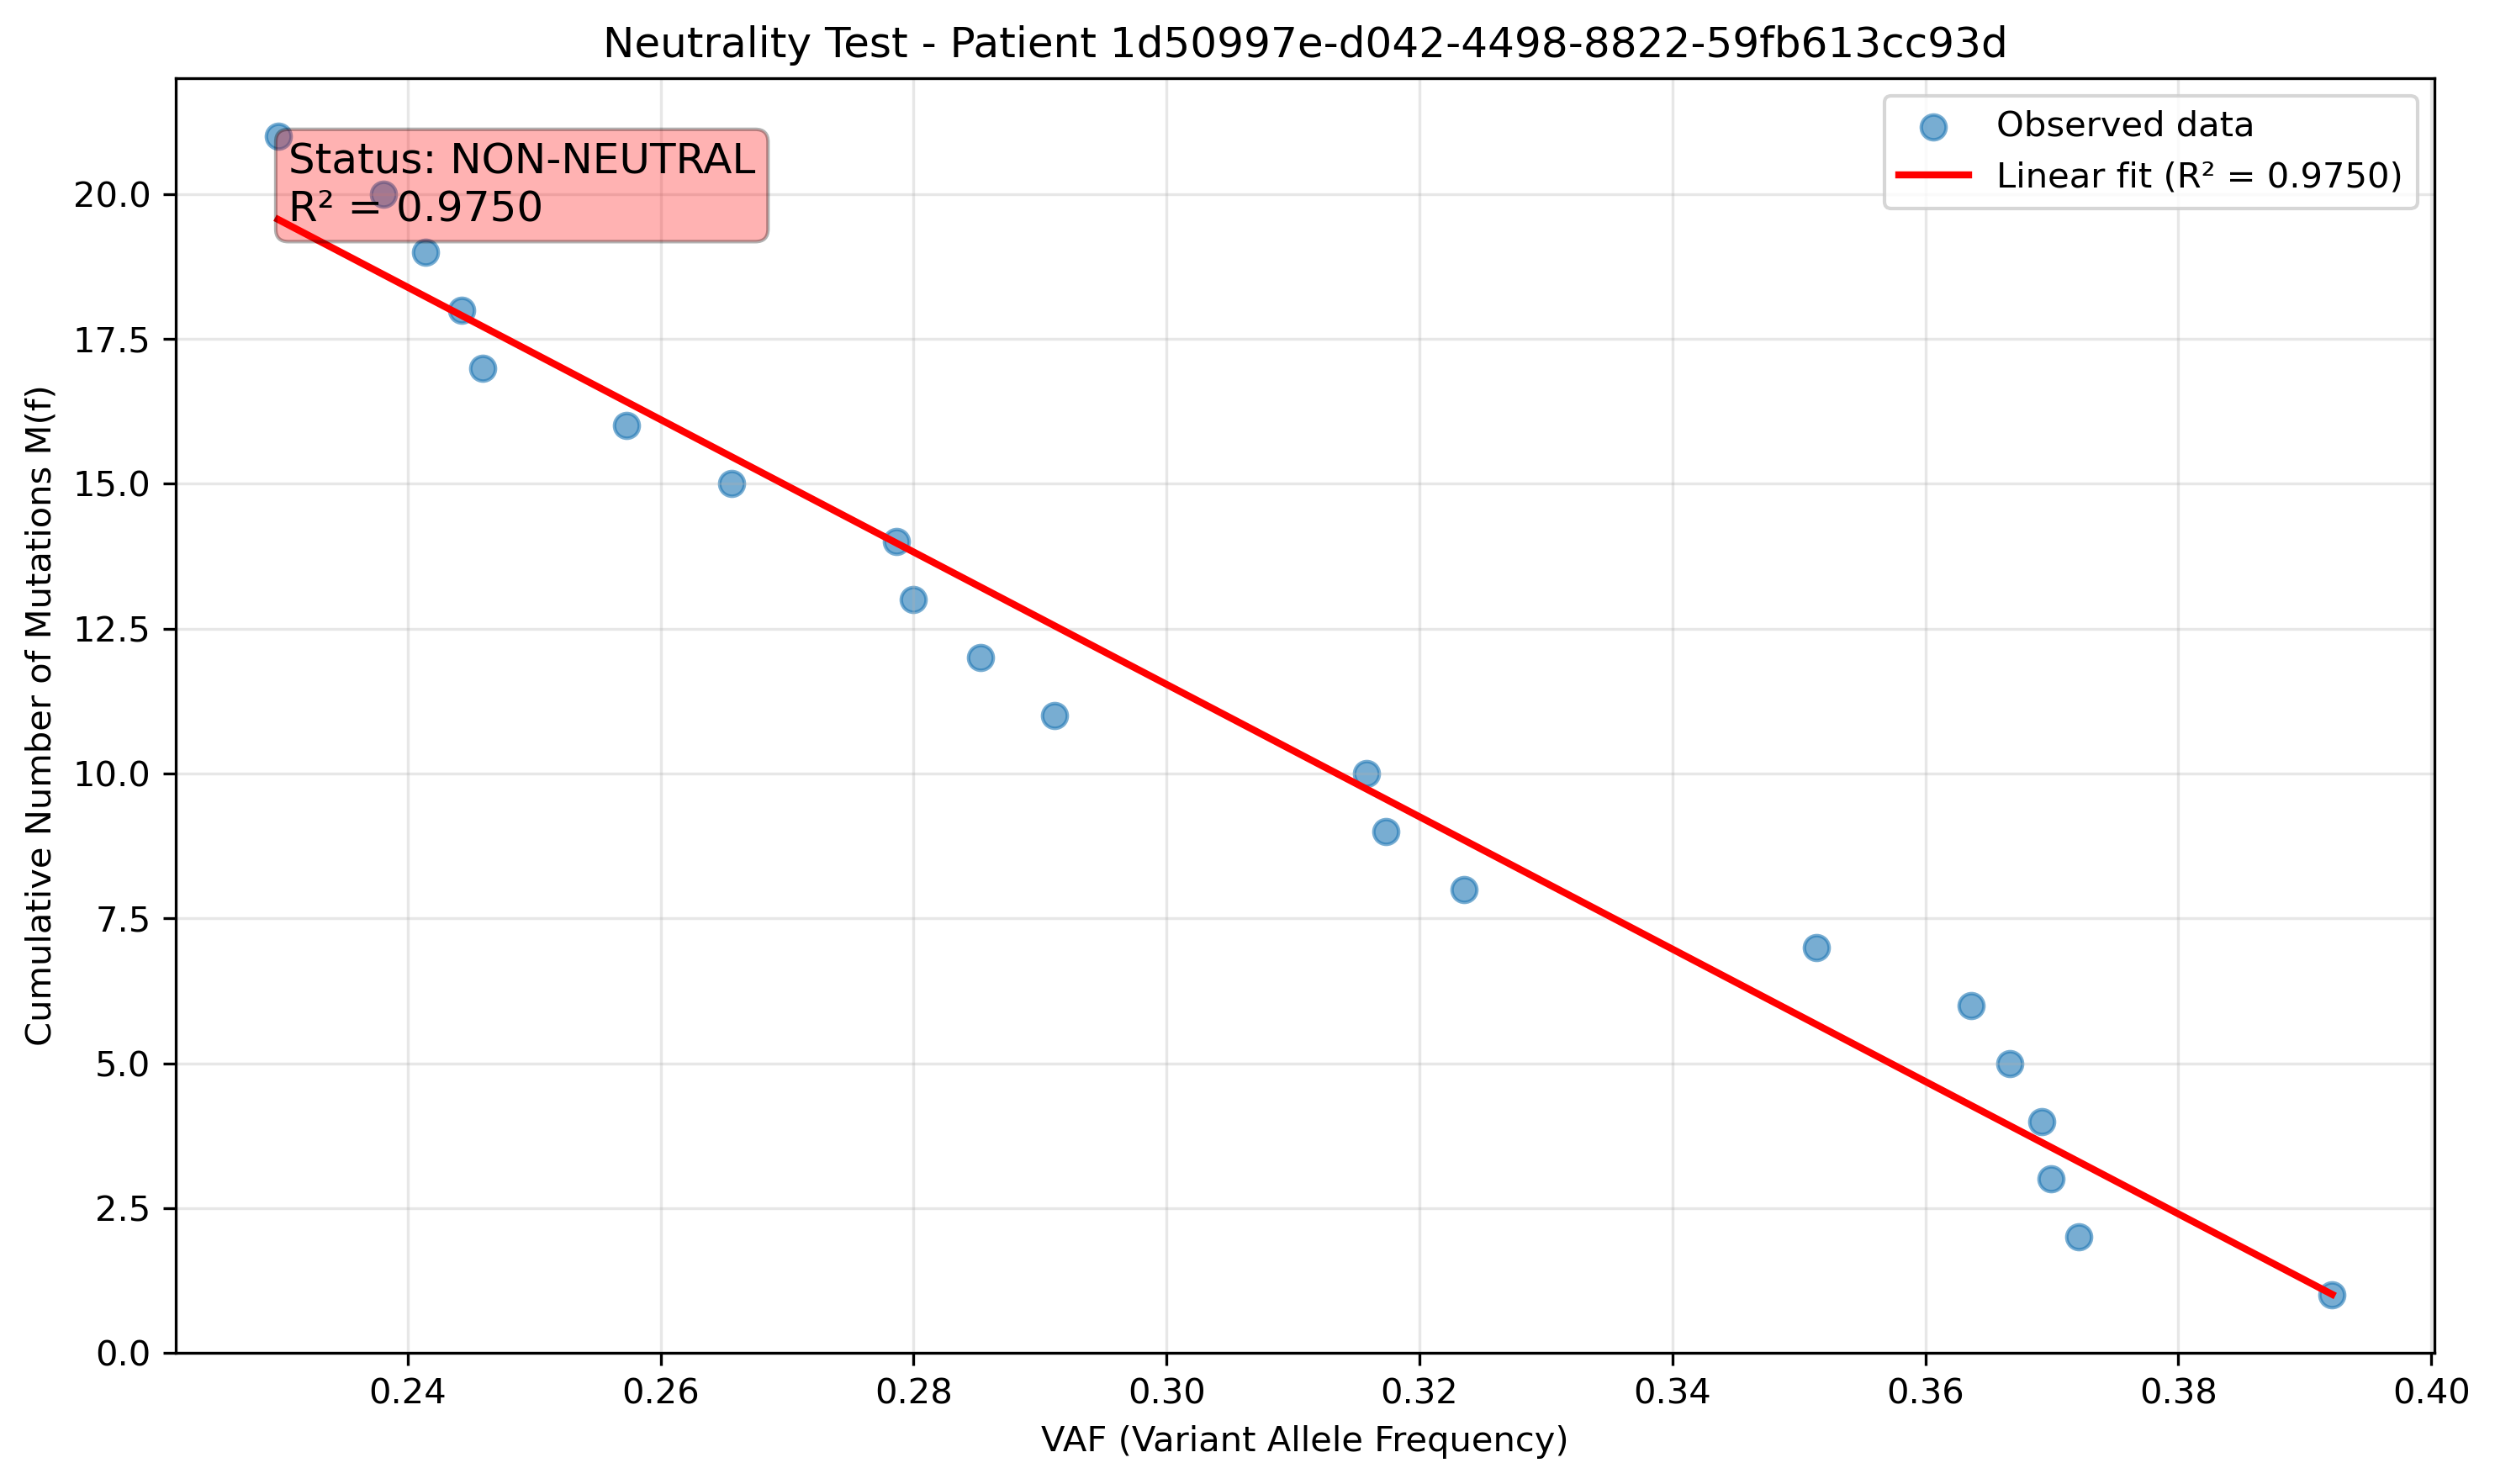 Neutrality Test - Patient 1d50997e-d042-4498-8822-59fb613cc93d
Status: NON-NEUTRAL
R² = 0.9750
Observed data
Linear fit (R² = 0.9750)
Cumulative Number of Mutations M(f)
20.0
17.5
15.0
12.5
10.0
7.5
5.0
2.5
0.0
0.24
0.26
0.28
0.30
0.32
0.34
0.36
0.38
0.40
VAF (Variant Allele Frequency)